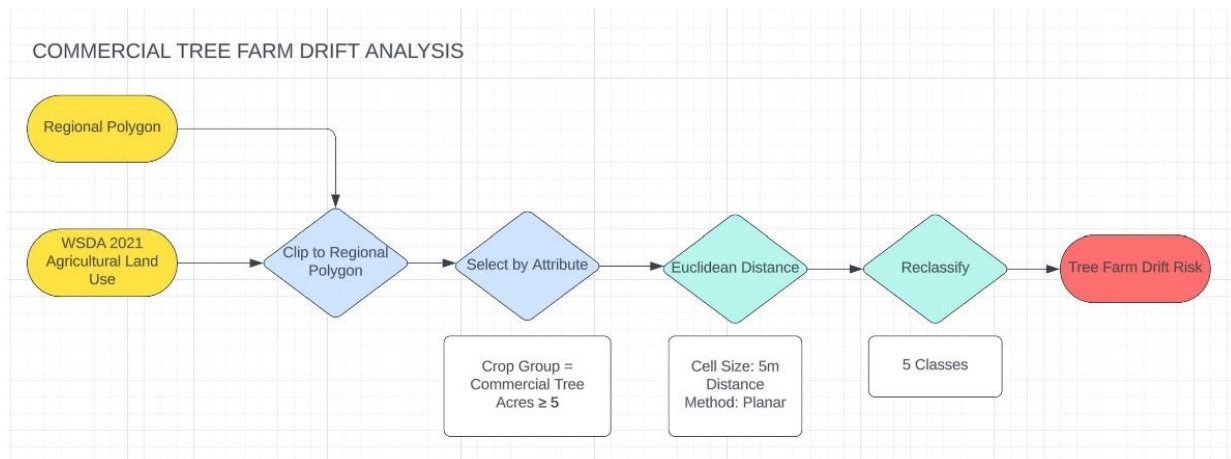 COMMERCIAL TREE FARM DRIFT ANALYSIS
Regional Polygon
WSDA 2021
Agricultural Land
Use
Clip to Regional
Polygon
Select by Attribute
Euclidean Distance
Reclassify
Tree Farm Drift Risk
Crop Group =
Commercial Tree
Acres ≥ 5
Cell Size: 5m
Distance
Method: Planar
5 Classes